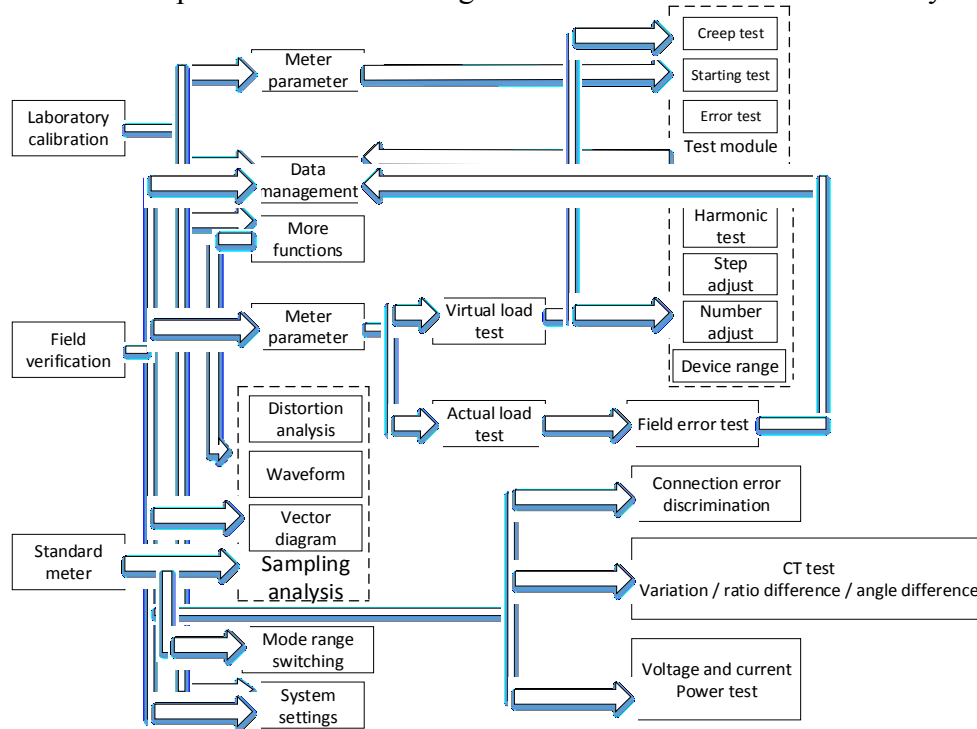 Creep test
Meter
parameter
Starting test
Laboratory
calibration
Error test
Test module
Data
management
More
functions
Harmonic
test
Step
adjust
Field
verification
Meter
parameter
Virtual load
test
Number
adjust
Device range
Distortion
analysis
Actual load
test
Field error test
Waveform
Connection error
discrimination
Vector
diagram
Standard
meter
Sampling
analysis
CT test
Variation / ratio difference / angle difference
Mode range
switching
Voltage and current
Power test
System
settings